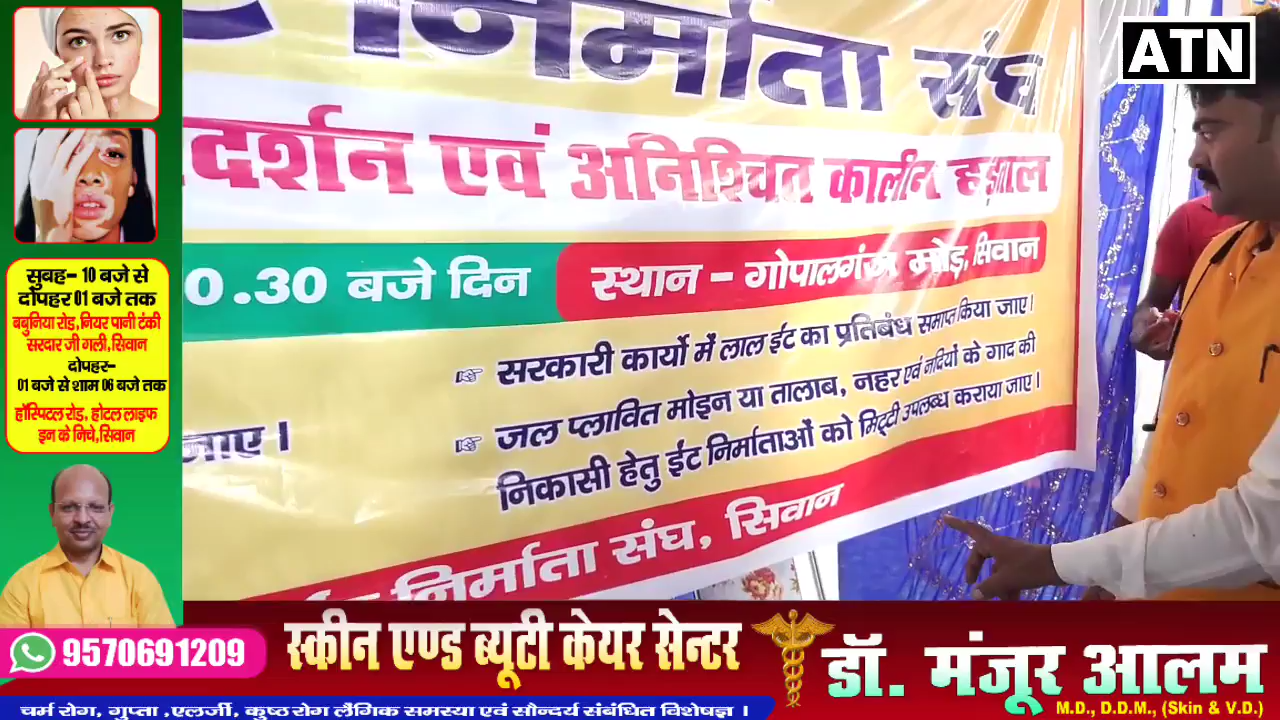 निर्माता संघ
ATN
एवं अनिश्चित कालीन हड़ताल
0.30 बजे दिन
स्थान - गोपालगंज मोड़, सिवान
सरकारी कार्यो में लाल ईंट का प्रतिबंध समाप्त किया जाए।
जल प्लावित मोइन या तालाब, नहर एवं नदियों के गाद की
निकासी हेतु ईंट निर्माताओं को मिट्टी उपलब्ध कराया जाए।
निर्माता संघ, सिवान
सुबह- 10 बजे से
दोपहर 01 बजे तक
बबुनिया रोड, नियर पानी टंकी
सरदार जी गली, सिवान
दोपहर-
01 बजे से शाम 06 बजे तक
हॉस्पिटल रोड, होटल लाइफ
इन के निचे, सिवान
9570691209
स्कीन एण्ड ब्यूटी केयर सेन्टर
डॉ. मंजूर आलम
M.D., D.D.M., (Skin & V.D.)
चर्म रोग, गुप्ता ,एलर्जी, कुष्ठ रोग लैगिक समस्या एवं सौन्दर्य संबंधित विशेषज्ञ ।